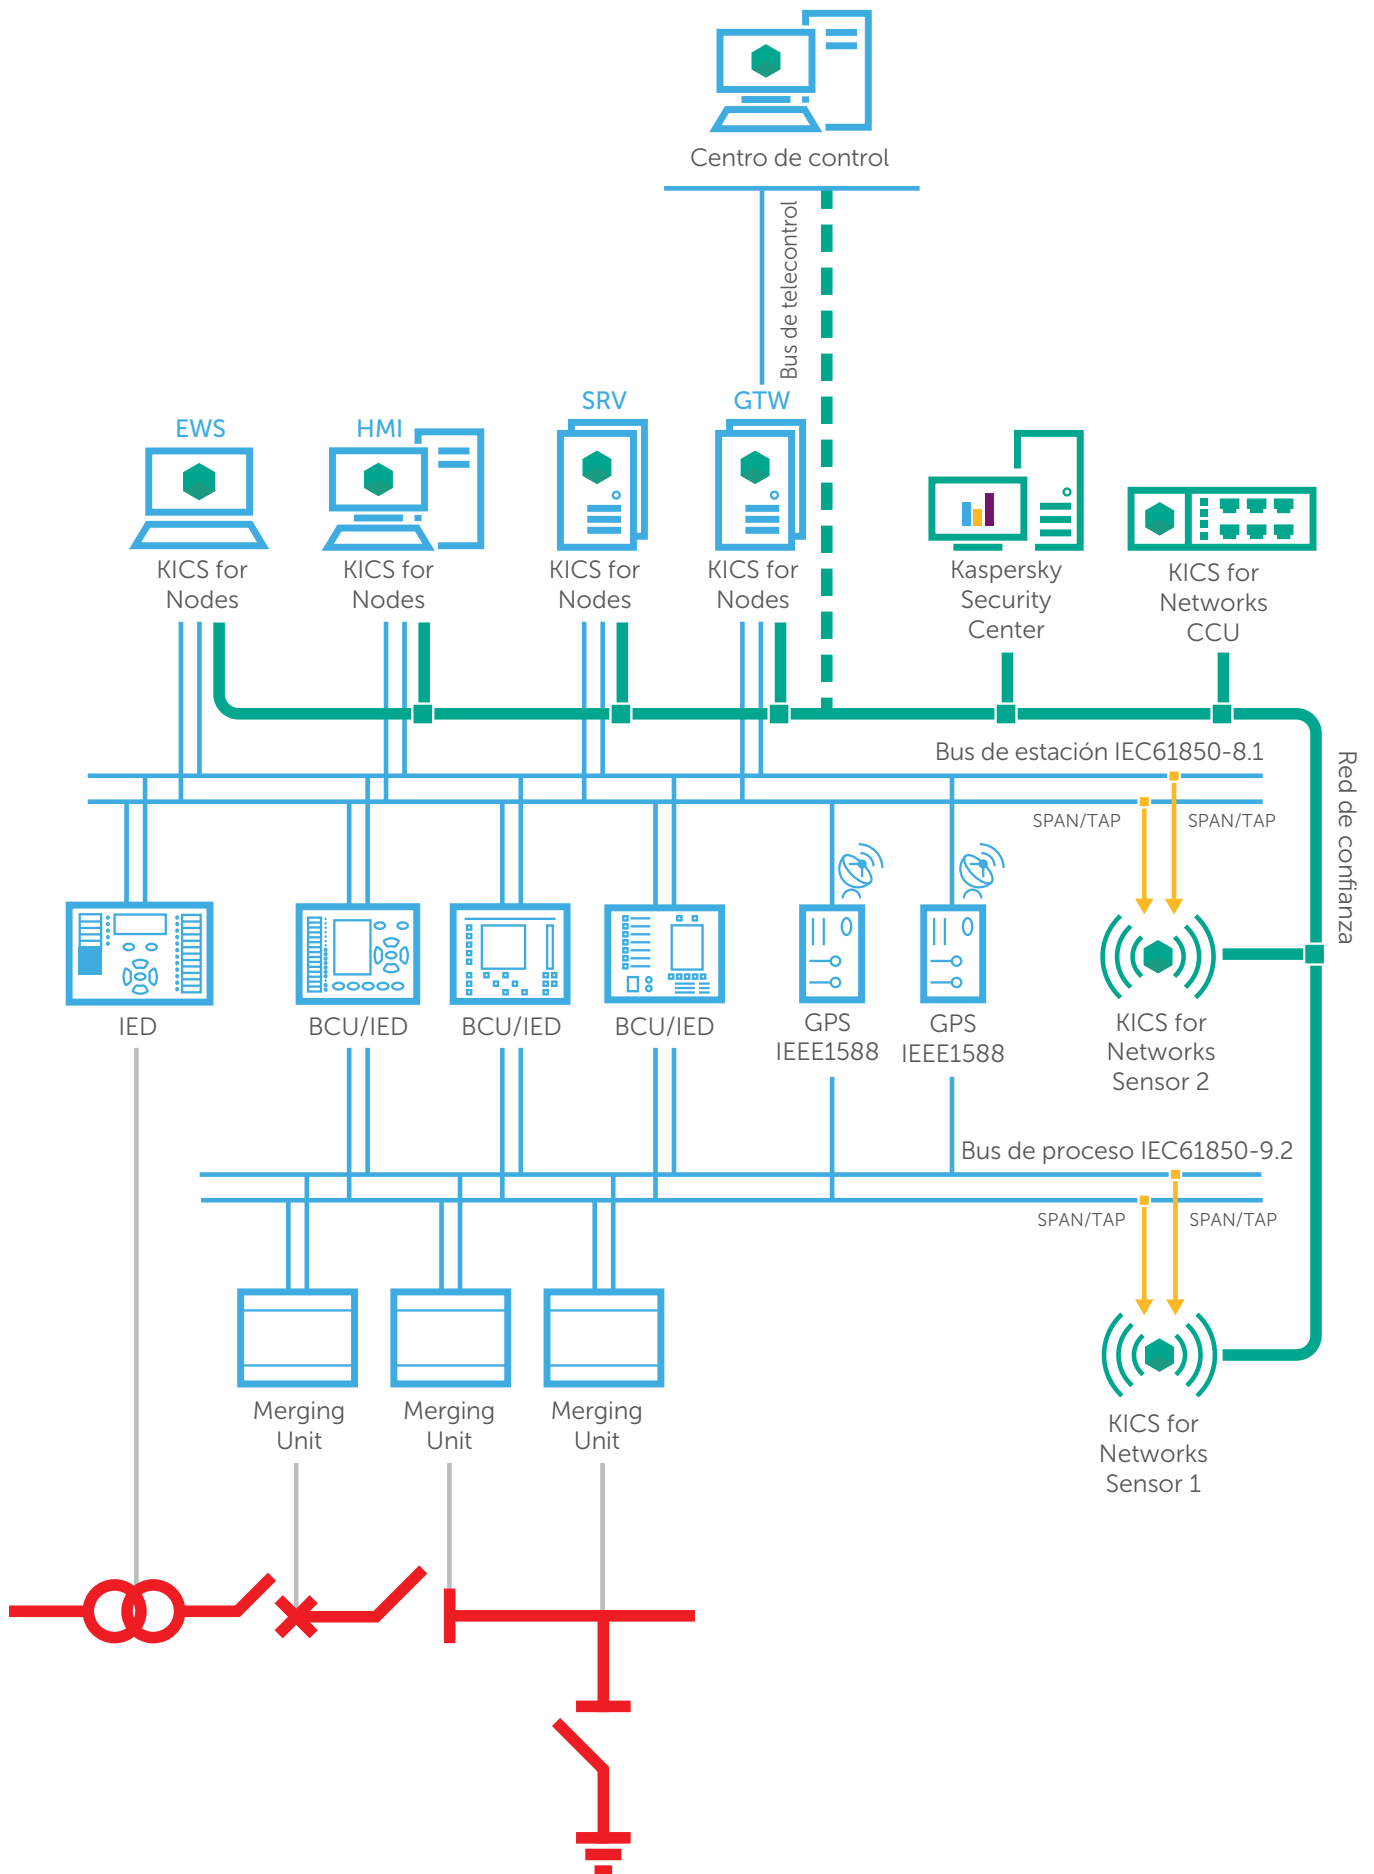 Centro de control
Bus de telecontrol
EWS
HMI
SRV
GTW
KICS for
Nodes
KICS for
Nodes
KICS for
Nodes
KICS for
Nodes
Kaspersky
Security
Center
KICS for
Networks
CCU
Bus de estación IEC61850-8.1
SPAN/TAP
SPAN/TAP
Red de confianza
IED
BCU/IED
BCU/IED
BCU/IED
GPS
IEEE1588
GPS
IEEE1588
KICS for
Networks
Sensor 2
Bus de proceso IEC61850-9.2
SPAN/TAP
SPAN/TAP
Merging
Unit
Merging
Unit
Merging
Unit
KICS for
Networks
Sensor 1